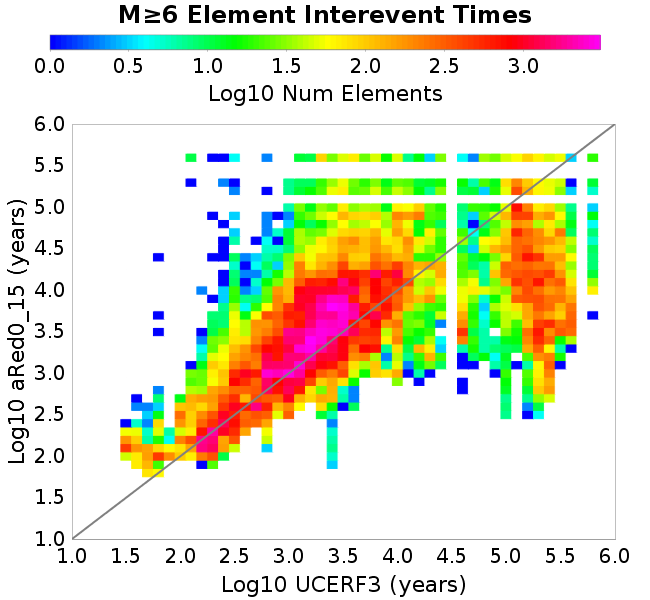 M≥6 Element Interevent Times
0.0 0.5 1.0 1.5 2.0 2.5 3.0
Log10 Num Elements
6.0
5.5
5.0
4.5
4.0
3.5
3.0
2.5
2.0
1.5
1.0
Log10 aRed0_15 (years)
1.0 1.5 2.0 2.5 3.0 3.5 4.0 4.5 5.0 5.5 6.0
Log10 UCERF3 (years)